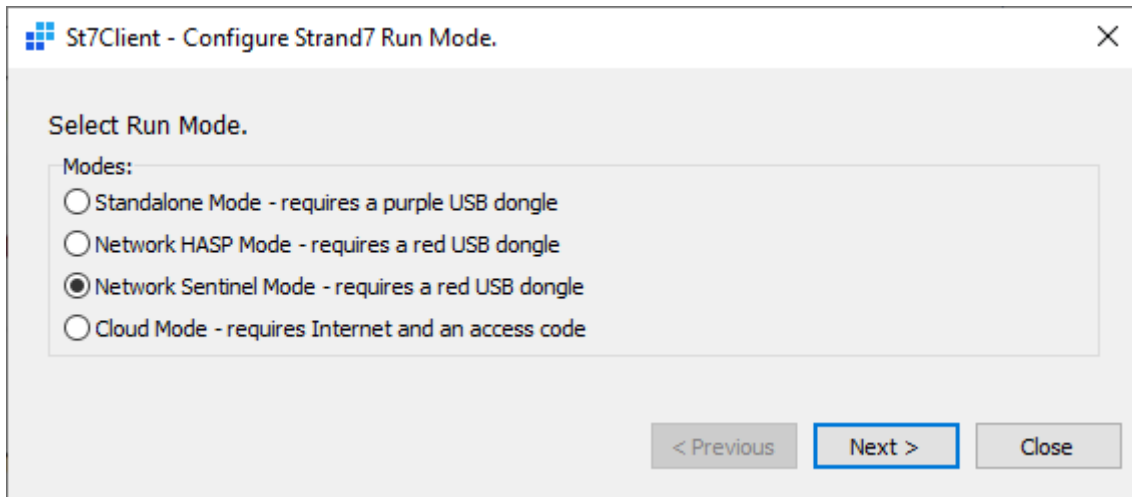 St7Client - Configure Strand7 Run Mode.
Select Run Mode.
Modes:
Standalone Mode - requires a purple USB dongle
Network HASP Mode - requires a red USB dongle
Network Sentinel Mode - requires a red USB dongle
Cloud Mode - requires Internet and an access code
< Previous
Next >
Close